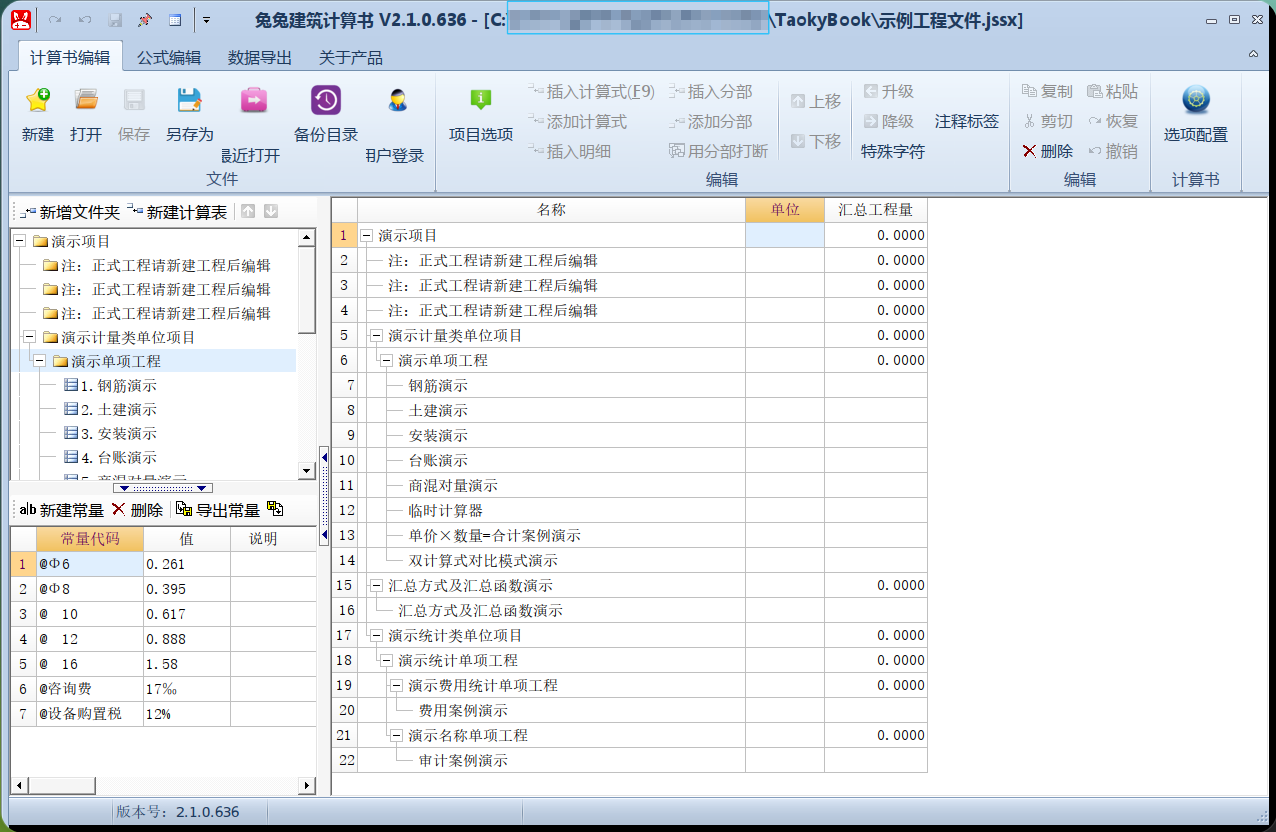 兔兔建筑计算书 V2.1.0.636 - [C:\TaokyBook\示例工程文件.jssx]
计算书编辑 公式编辑 数据导出 关于产品
新建 打开 保存 另存为 最近打开 备份目录 用户登录
文件
项目选项 插入计算式(F9) 添加计算式 插入明细 插入分部 添加分部 用分部打断 上移 下移 升级 降级 特殊字符 注释标签
编辑
复制 剪切 删除 粘贴 恢复 撤销
编辑
选项配置
计算书
新增文件夹 新建计算表
演示项目
注：正式工程请新建工程后编辑
注：正式工程请新建工程后编辑
注：正式工程请新建工程后编辑
演示计量类单位项目
演示单项工程
1. 钢筋演示
2. 土建演示
3. 安装演示
4. 台账演示
5. 商混对量演示
a|b 新建常量 删除 导出常量
常量代码 值 说明
1 @Φ6 0.261
2 @Φ8 0.395
3 @ 10 0.617
4 @ 12 0.888
5 @ 16 1.58
6 @咨询费 17‰
7 @设备购置税 12%
名称 单位 汇总工程量
1 演示项目 0.0000
2 注：正式工程请新建工程后编辑 0.0000
3 注：正式工程请新建工程后编辑 0.0000
4 注：正式工程请新建工程后编辑 0.0000
5 演示计量类单位项目 0.0000
6 演示单项工程 0.0000
7 钢筋演示
8 土建演示
9 安装演示
10 台账演示
11 商混对量演示
12 临时计算器
13 单价×数量=合计案例演示
14 双计算式对比模式演示
15 汇总方式及汇总函数演示 0.0000
16 汇总方式及汇总函数演示
17 演示统计类单位项目 0.0000
18 演示统计单项工程 0.0000
19 演示费用统计单项工程 0.0000
20 费用案例演示
21 演示名称单项工程 0.0000
22 审计案例演示
版本号： 2.1.0.636